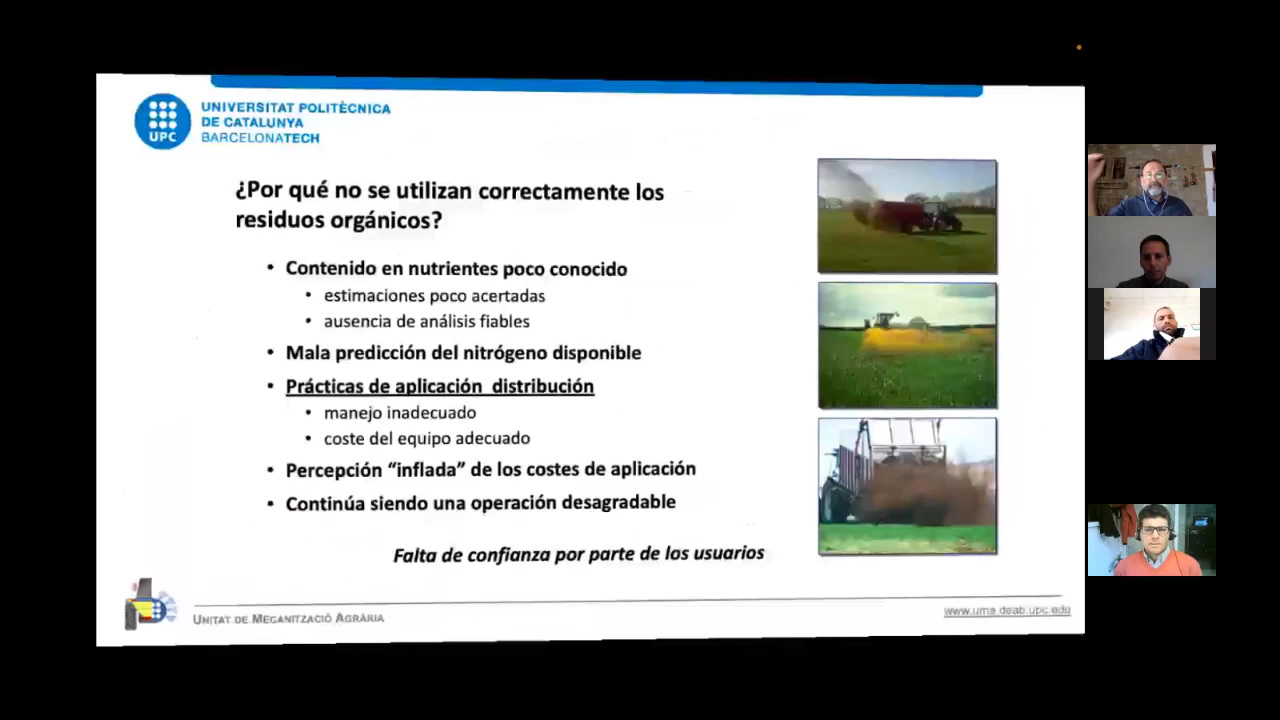 UNIVERSITAT POLITÈCNICA
DE CATALUNYA
BARCELONATECH
UPC
¿Por qué no se utilizan correctamente los
residuos orgánicos?
• Contenido en nutrientes poco conocido
• estimaciones poco acertadas
• ausencia de análisis fiables
• Mala predicción del nitrógeno disponible
• Prácticas de aplicación distribución
• manejo inadecuado
• coste del equipo adecuado
• Percepción “inflada” de los costes de aplicación
• Continúa siendo una operación desagradable
Falta de confianza por parte de los usuarios
UNITAT DE MECANITZACIÓ AGRÀRIA
www.uma.deab.upc.edu